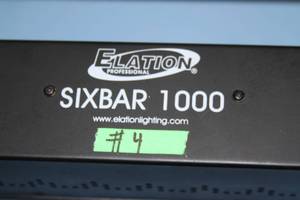 ELATION®
PROFESSIONAL
SIXBAR 1000
www.elationlighting.com
#4